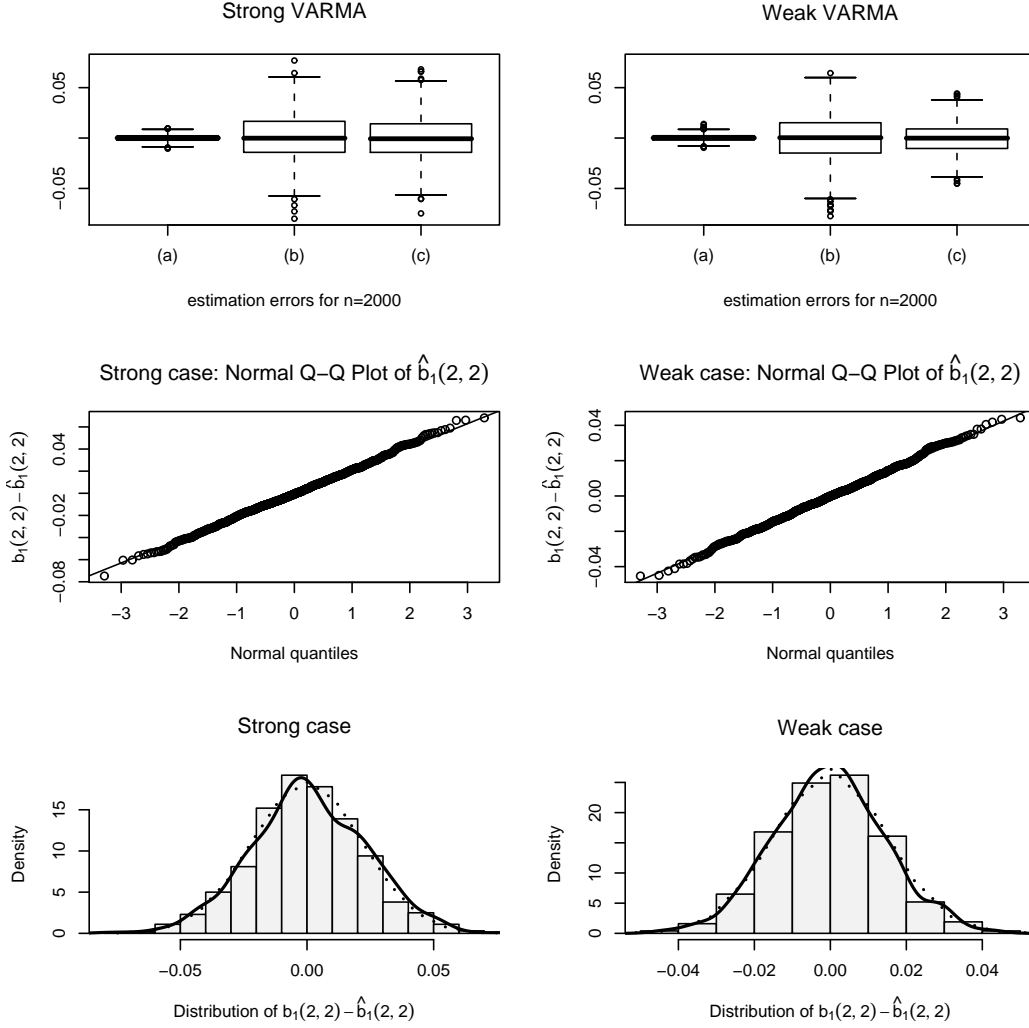 Strong VARMA
0.05
−0.05
(a) (b) (c)
estimation errors for n=2000
Weak VARMA
0.05
−0.05
(a) (b) (c)
estimation errors for n=2000
Strong case: Normal Q−Q Plot of b̂₁(2, 2)
b₁(2, 2) − b̂₁(2, 2)
0.04
−0.02
−0.08
−3 −2 −1 0 1 2 3
Normal quantiles
Weak case: Normal Q−Q Plot of b̂₁(2, 2)
b₁(2, 2) − b̂₁(2, 2)
0.04
0.00
−0.04
−3 −2 −1 0 1 2 3
Normal quantiles
Strong case
Density
15
10
5
0
−0.05 0.00 0.05
Distribution of b₁(2, 2) − b̂₁(2, 2)
Weak case
Density
20
10
5
0
−0.04 −0.02 0.00 0.02 0.04
Distribution of b₁(2, 2) − b̂₁(2, 2)